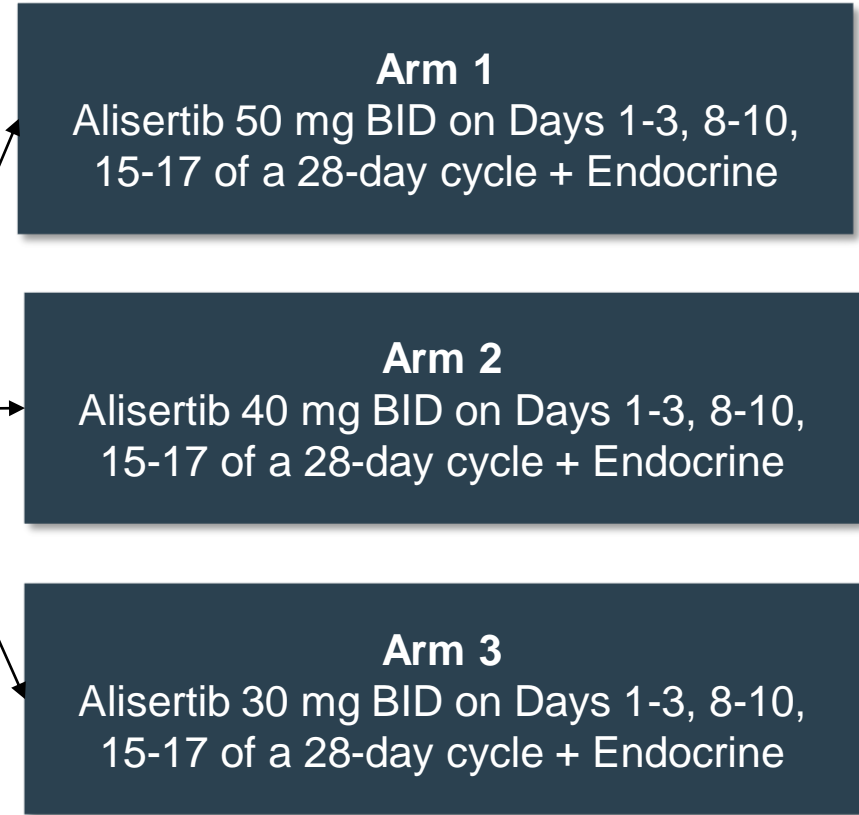 Arm 1
Alisertib 50 mg BID on Days 1-3, 8-10,
15-17 of a 28-day cycle + Endocrine
Arm 2
Alisertib 40 mg BID on Days 1-3, 8-10,
15-17 of a 28-day cycle + Endocrine
Arm 3
Alisertib 30 mg BID on Days 1-3, 8-10,
15-17 of a 28-day cycle + Endocrine